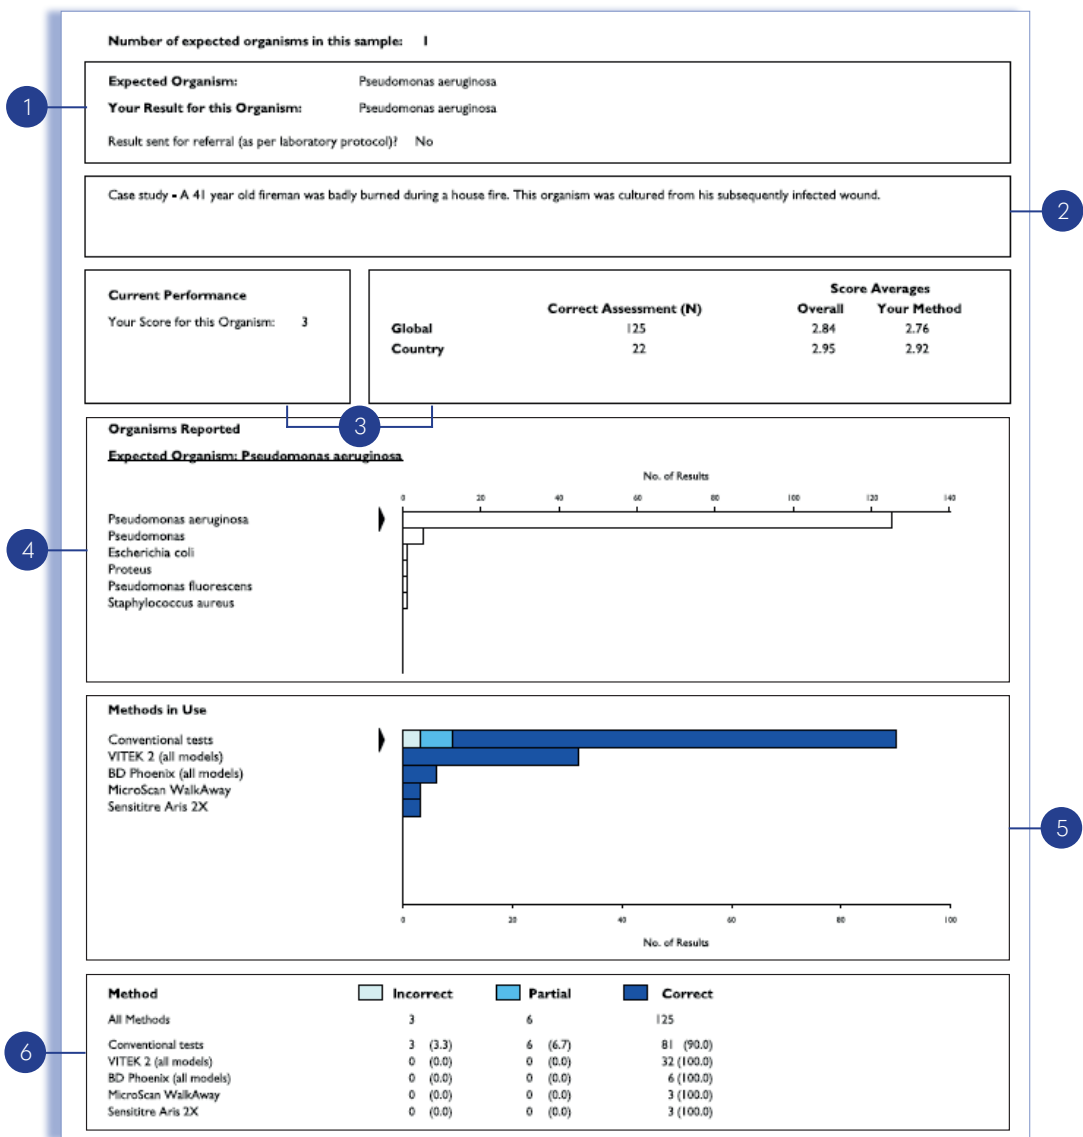 Number of expected organisms in this sample: 1
1
Expected Organism: Pseudomonas aeruginosa
Your Result for this Organism: Pseudomonas aeruginosa
Result sent for referral (as per laboratory protocol)? No
Case study - A 41 year old fireman was badly burned during a house fire. This organism was cultured from his subsequently infected wound.
2
Current Performance
Your Score for this Organism: 3
Score Averages
Correct Assessment (N) Overall Your Method
Global 125 2.84 2.76
Country 22 2.95 2.92
3
Organisms Reported
Expected Organism: Pseudomonas aeruginosa
No. of Results
0 20 40 60 80 100 120 140
Pseudomonas aeruginosa
Pseudomonas
Escherichia coli
Proteus
Pseudomonas fluorescens
Staphylococcus aureus
4
Methods in Use
Conventional tests
VITEK 2 (all models)
BD Phoenix (all models)
MicroScan WalkAway
Sensititre Aris 2X
5
0 20 40 60 80 100
No. of Results
Method Incorrect Partial Correct
All Methods 3 6 125
Conventional tests 3 (3.3) 6 (6.7) 81 (90.0)
VITEK 2 (all models) 0 (0.0) 0 (0.0) 32 (100.0)
BD Phoenix (all models) 0 (0.0) 0 (0.0) 6 (100.0)
MicroScan WalkAway 0 (0.0) 0 (0.0) 3 (100.0)
Sensititre Aris 2X 0 (0.0) 0 (0.0) 3 (100.0)
6